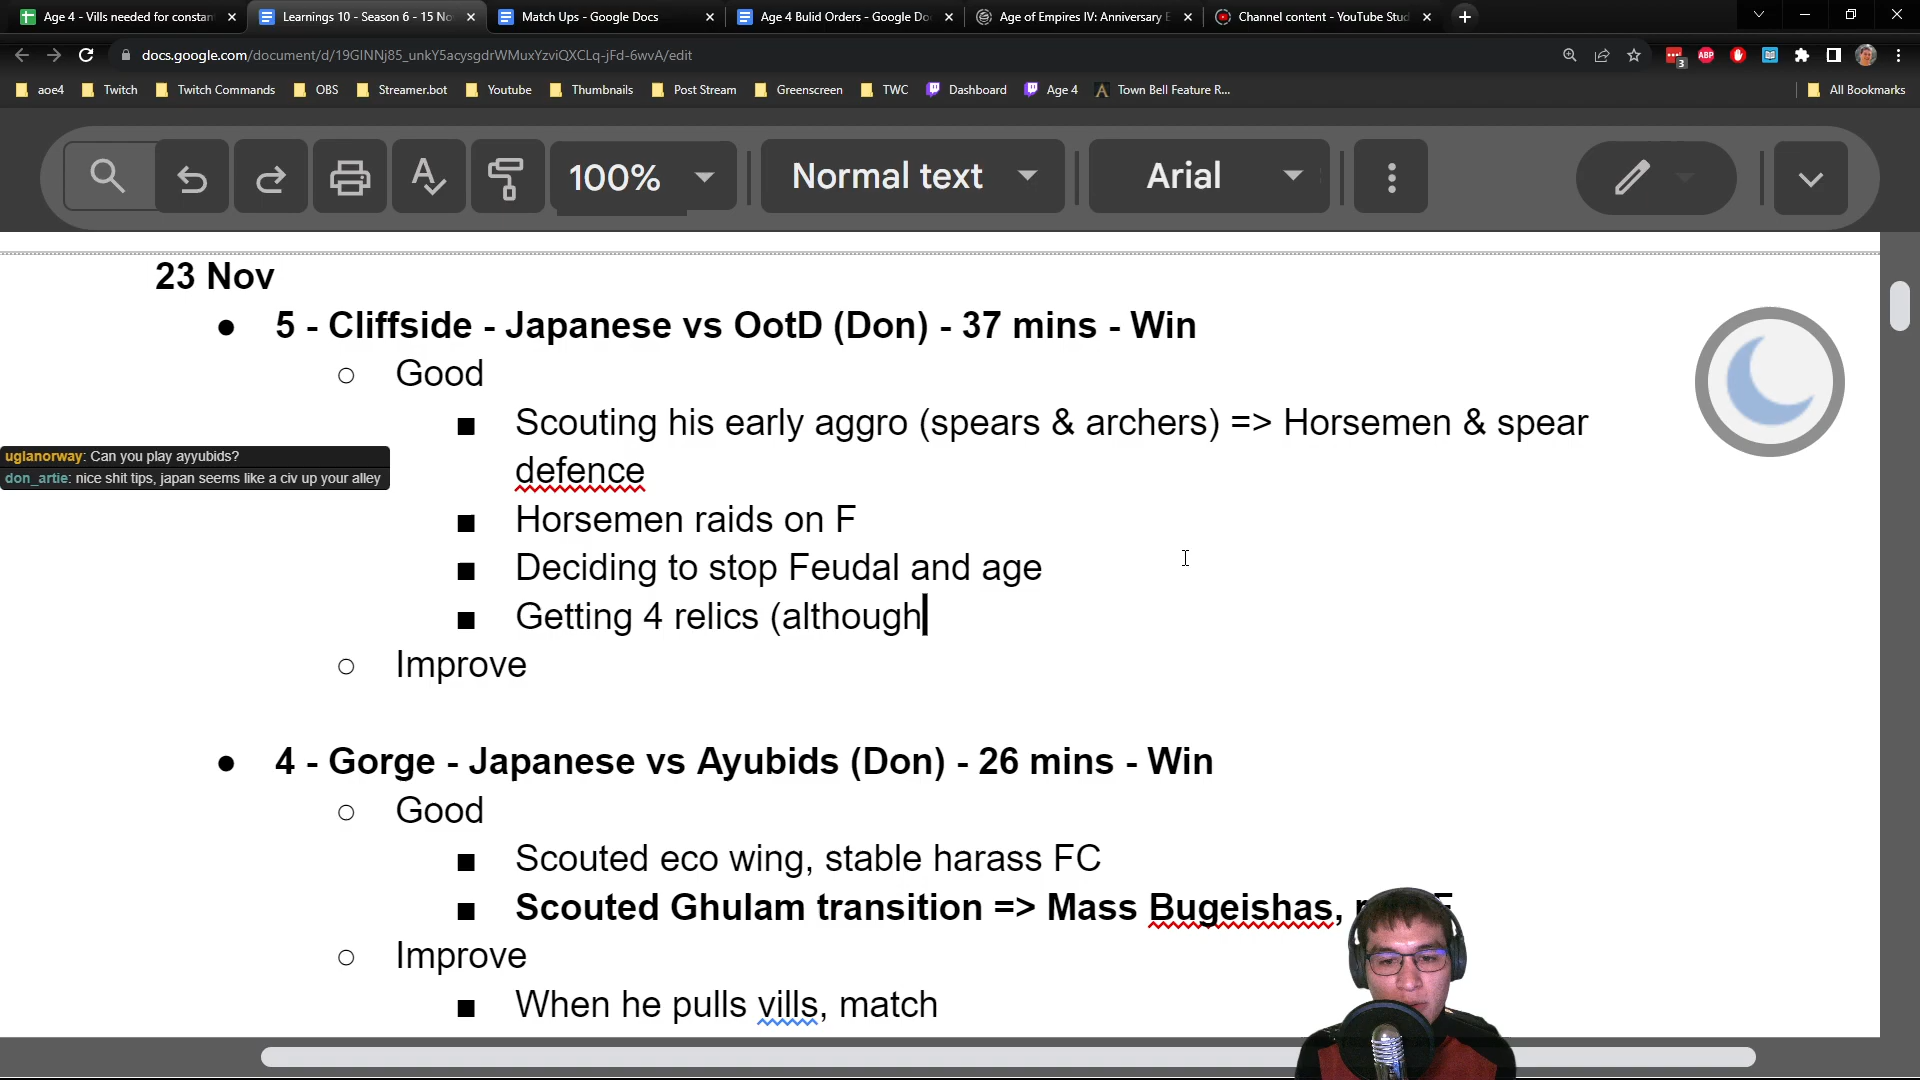 Age 4 - Vills needed for constan
Learnings 10 - Season 6 - 15 No
Match Ups - Google Docs
Age 4 Bulid Orders - Google Do
Age of Empires IV: Anniversary E
Channel content - YouTube Stud
docs.google.com/document/d/19GINNj85_unkY5acysgdrWMuxYzviQXCLq-jFd-6wvA/edit
3
ABP
aoe4
Twitch
Twitch Commands
OBS
Streamer.bot
Youtube
Thumbnails
Post Stream
Greenscreen
TWC
Dashboard
Age 4
Town Bell Feature R...
All Bookmarks
100%
Normal text
Arial
23 Nov
● 5 - Cliffside - Japanese vs OotD (Don) - 37 mins - Win
○ Good
■ Scouting his early aggro (spears & archers) => Horsemen & spear
defence
uglanorway: Can you play ayyubids?
don_artie: nice shit tips, japan seems like a civ up your alley
■ Horsemen raids on F
■ Deciding to stop Feudal and age
■ Getting 4 relics (although
○ Improve
● 4 - Gorge - Japanese vs Ayubids (Don) - 26 mins - Win
○ Good
■ Scouted eco wing, stable harass FC
■ Scouted Ghulam transition => Mass Bugeishas,
○ Improve
■ When he pulls vills, match